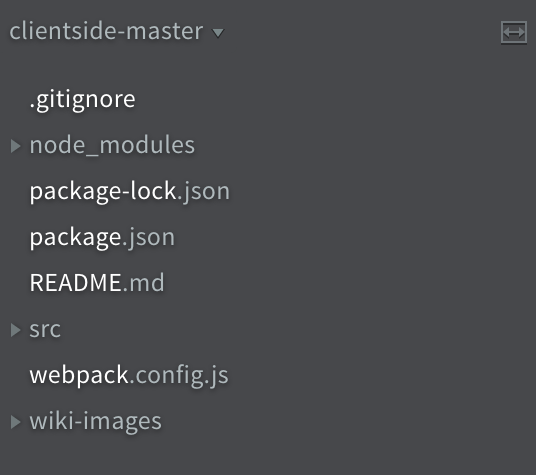 clientside-master
.gitignore
node_modules
package-lock.json
package.json
README.md
src
webpack.config.js
wiki-images